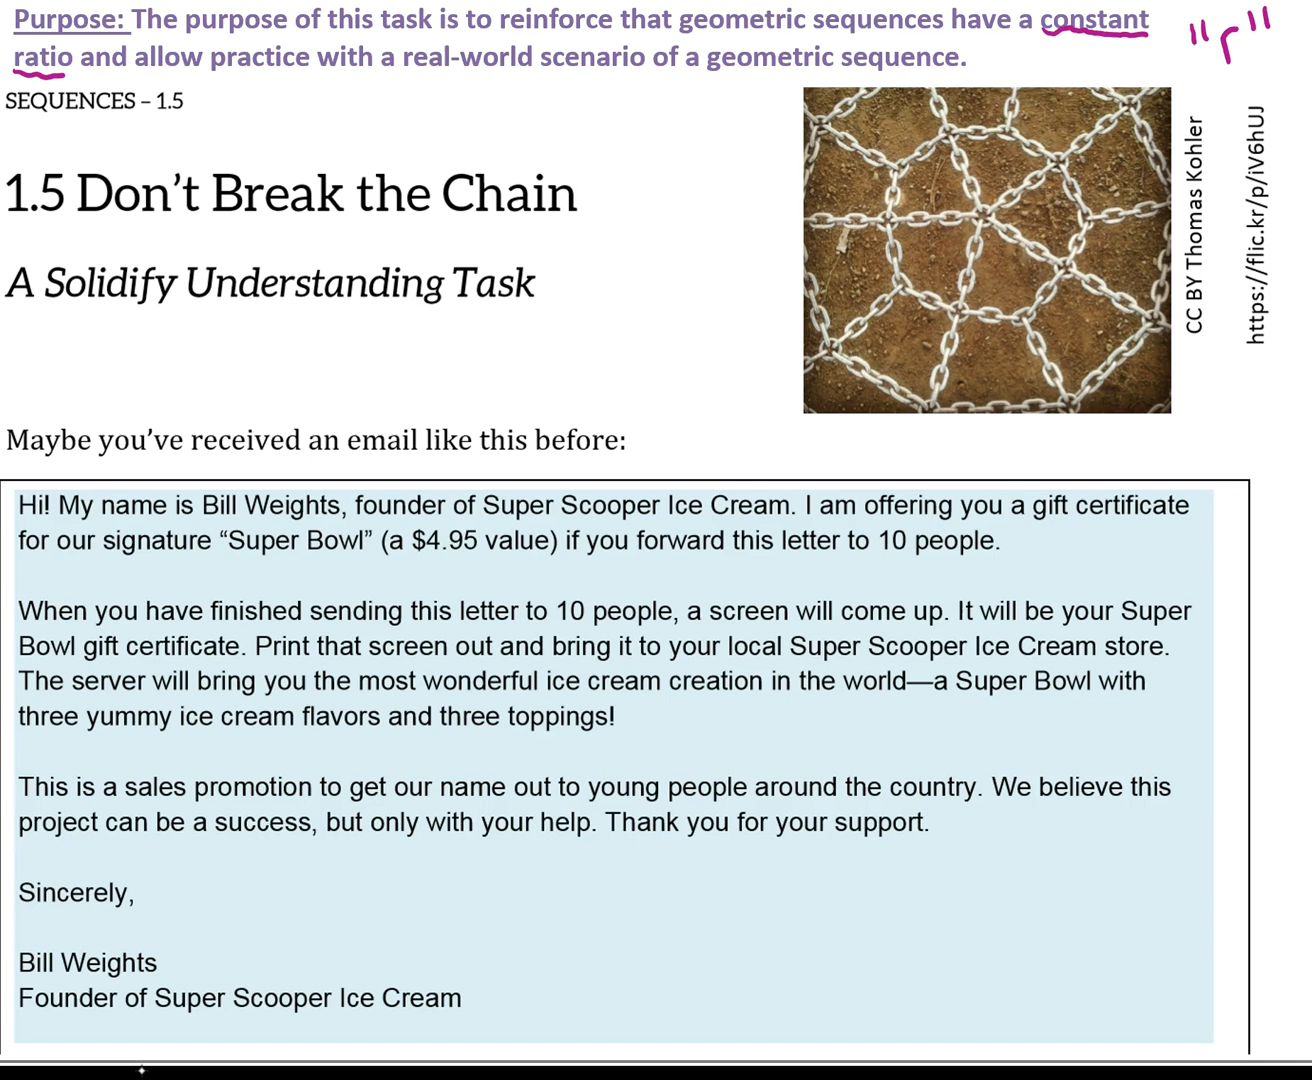 Purpose: The purpose of this task is to reinforce that geometric sequences have a constant
ratio and allow practice with a real-world scenario of a geometric sequence.
"r"
SEQUENCES – 1.5
1.5 Don’t Break the Chain
A Solidify Understanding Task
CC BY Thomas Kohler
https://flic.kr/p/iV6hUJ
Maybe you’ve received an email like this before:
Hi! My name is Bill Weights, founder of Super Scooper Ice Cream. I am offering you a gift certificate
for our signature “Super Bowl” (a $4.95 value) if you forward this letter to 10 people.
When you have finished sending this letter to 10 people, a screen will come up. It will be your Super
Bowl gift certificate. Print that screen out and bring it to your local Super Scooper Ice Cream store.
The server will bring you the most wonderful ice cream creation in the world—a Super Bowl with
three yummy ice cream flavors and three toppings!
This is a sales promotion to get our name out to young people around the country. We believe this
project can be a success, but only with your help. Thank you for your support.
Sincerely,
Bill Weights
Founder of Super Scooper Ice Cream